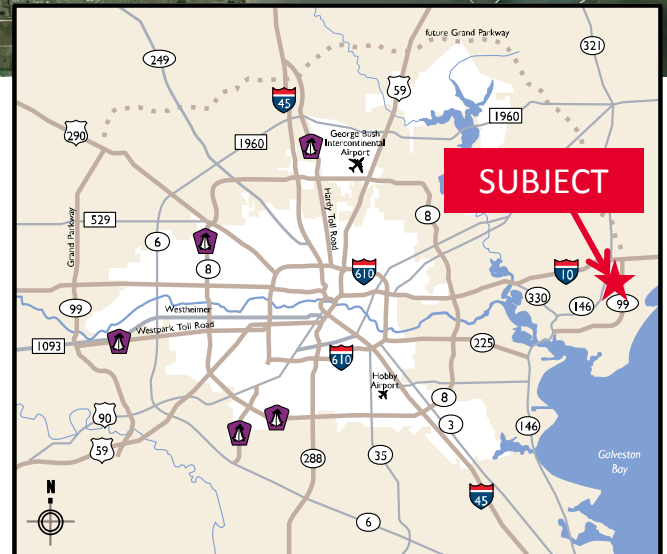 future Grand Parkway
321
249
59
45
290
1960
George Bush
Intercontinental
Airport
1960
SUBJECT
Hardy Toll Road
529
Grand Parkway
6
8
8
610
10
330
146
99
99
Westheimer
Westpark Toll Road
1093
225
610
Hobby
Airport
8
3
90
59
288
35
146
Galveston
Bay
45
N
6